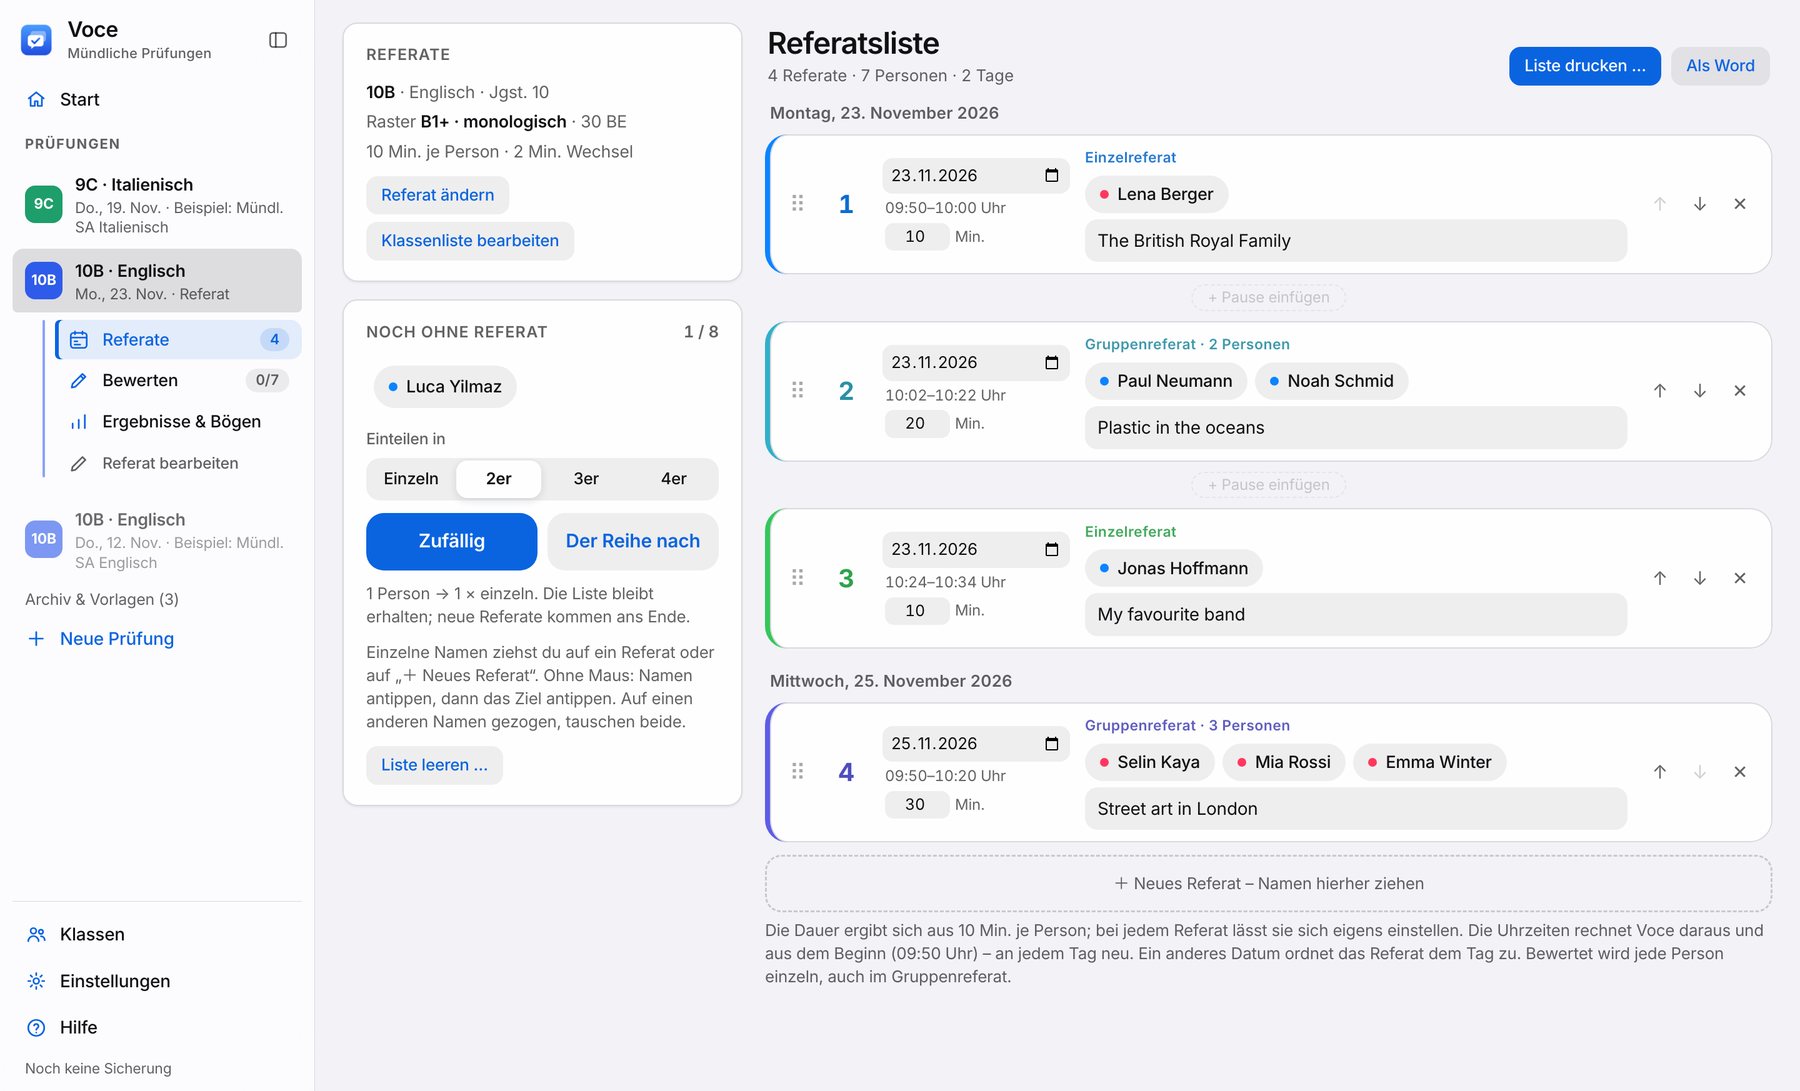 Voce
Mündliche Prüfungen
Start
PRÜFUNGEN
9C
9C · Italienisch
Do., 19. Nov. · Beispiel: Mündl.
SA Italienisch
10B
10B · Englisch
Mo., 23. Nov. · Referat
Referate 4
Bewerten 0/7
Ergebnisse & Bögen
Referat bearbeiten
10B
10B · Englisch
Do., 12. Nov. · Beispiel: Mündl.
SA Englisch
Archiv & Vorlagen (3)
+ Neue Prüfung
Klassen
Einstellungen
Hilfe
Noch keine Sicherung
REFERATE
10B · Englisch · Jgst. 10
Raster B1+ · monologisch · 30 BE
10 Min. je Person · 2 Min. Wechsel
Referat ändern
Klassenliste bearbeiten
NOCH OHNE REFERAT 1 / 8
Luca Yilmaz
Einteilen in
Einzeln 2er 3er 4er
Zufällig Der Reihe nach
1 Person → 1 × einzeln. Die Liste bleibt
erhalten; neue Referate kommen ans Ende.
Einzelne Namen ziehst du auf ein Referat oder
auf „+ Neues Referat“. Ohne Maus: Namen
antippen, dann das Ziel antippen. Auf einen
anderen Namen gezogen, tauschen beide.
Liste leeren ...
Referatsliste
4 Referate · 7 Personen · 2 Tage
Liste drucken ... Als Word
Montag, 23. November 2026
1
23.11.2026
09:50–10:00 Uhr
10 Min.
Einzelreferat
Lena Berger
The British Royal Family
↑ ↓ ✕
+ Pause einfügen
2
23.11.2026
10:02–10:22 Uhr
20 Min.
Gruppenreferat · 2 Personen
Paul Neumann Noah Schmid
Plastic in the oceans
↑ ↓ ✕
+ Pause einfügen
3
23.11.2026
10:24–10:34 Uhr
10 Min.
Einzelreferat
Jonas Hoffmann
My favourite band
↑ ↓ ✕
Mittwoch, 25. November 2026
4
25.11.2026
09:50–10:20 Uhr
30 Min.
Gruppenreferat · 3 Personen
Selin Kaya Mia Rossi Emma Winter
Street art in London
↑ ↓ ✕
+ Neues Referat – Namen hierher ziehen
Die Dauer ergibt sich aus 10 Min. je Person; bei jedem Referat lässt sie sich eigens einstellen. Die Uhrzeiten rechnet Voce daraus und
aus dem Beginn (09:50 Uhr) – an jedem Tag neu. Ein anderes Datum ordnet das Referat dem Tag zu. Bewertet wird jede Person
einzeln, auch im Gruppenreferat.